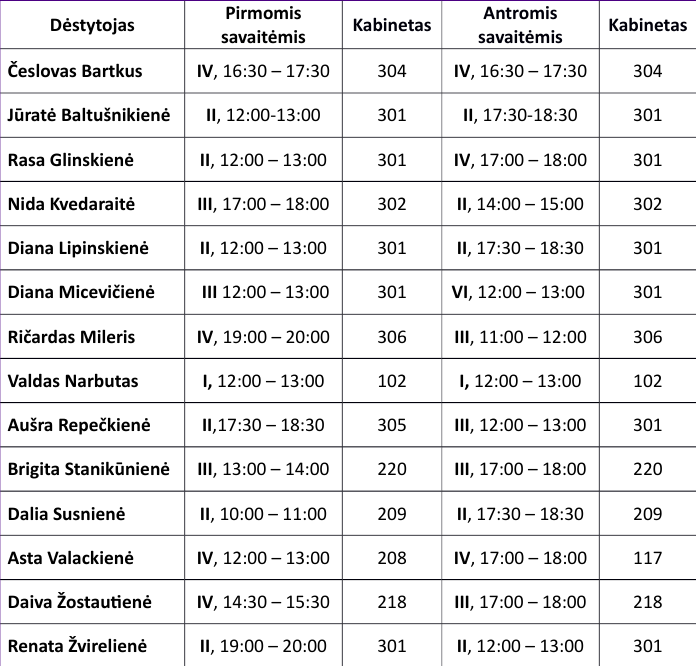 Dėstytojas Pirmomis savaitėmis Kabinetas Antromis savaitėmis Kabinetas
Česlovas Bartkus IV, 16:30 – 17:30 304 IV, 16:30 – 17:30 304
Jūratė Baltušnikienė II, 12:00-13:00 301 II, 17:30-18:30 301
Rasa Glinskienė II, 12:00 – 13:00 301 IV, 17:00 – 18:00 301
Nida Kvedaraitė III, 17:00 – 18:00 302 II, 14:00 – 15:00 302
Diana Lipinskienė II, 12:00 – 13:00 301 II, 17:30 – 18:30 301
Diana Micevičienė III 12:00 – 13:00 301 VI, 12:00 – 13:00 301
Ričardas Mileris IV, 19:00 – 20:00 306 III, 11:00 – 12:00 306
Valdas Narbutas I, 12:00 – 13:00 102 I, 12:00 – 13:00 102
Aušra Repečkienė II,17:30 – 18:30 305 III, 12:00 – 13:00 301
Brigita Stanikūnienė III, 13:00 – 14:00 220 III, 17:00 – 18:00 220
Dalia Susnienė II, 10:00 – 11:00 209 II, 17:30 – 18:30 209
Asta Valackienė IV, 12:00 – 13:00 208 IV, 17:00 – 18:00 117
Daiva Žostautienė IV, 14:30 – 15:30 218 III, 17:00 – 18:00 218
Renata Žvirelienė II, 19:00 – 20:00 301 II, 12:00 – 13:00 301